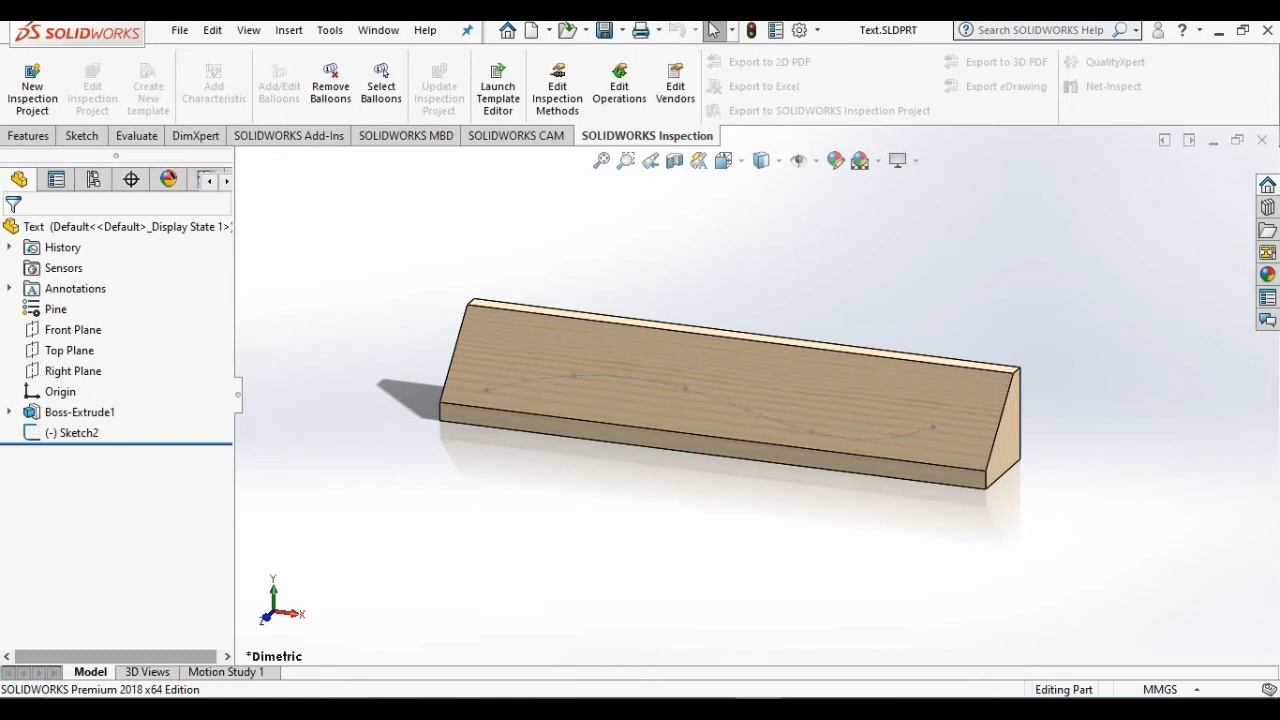 SOLIDWORKS File Edit View Insert Tools Window Help Text.SLDPRT Search SOLIDWORKS Help
New Inspection Project
Edit Inspection Project
Create New template
Add Characteristic
Add/Edit Balloons
Remove Balloons
Select Balloons
Update Inspection Project
Launch Template Editor
Edit Inspection Methods
Edit Operations
Edit Vendors
Export to 2D PDF
Export to Excel
Export to SOLIDWORKS Inspection Project
Export to 3D PDF
Export eDrawing
QualityXpert
Net-Inspect
Features Sketch Evaluate DimXpert SOLIDWORKS Add-Ins SOLIDWORKS MBD SOLIDWORKS CAM SOLIDWORKS Inspection
Text (Default<<Default>_Display State 1>)
History
Sensors
Annotations
Pine
Front Plane
Top Plane
Right Plane
Origin
Boss-Extrude1
(-) Sketch2
Y
X
Z
*Dimetric
Model 3D Views Motion Study 1
SOLIDWORKS Premium 2018 x64 Edition Editing Part MMGS